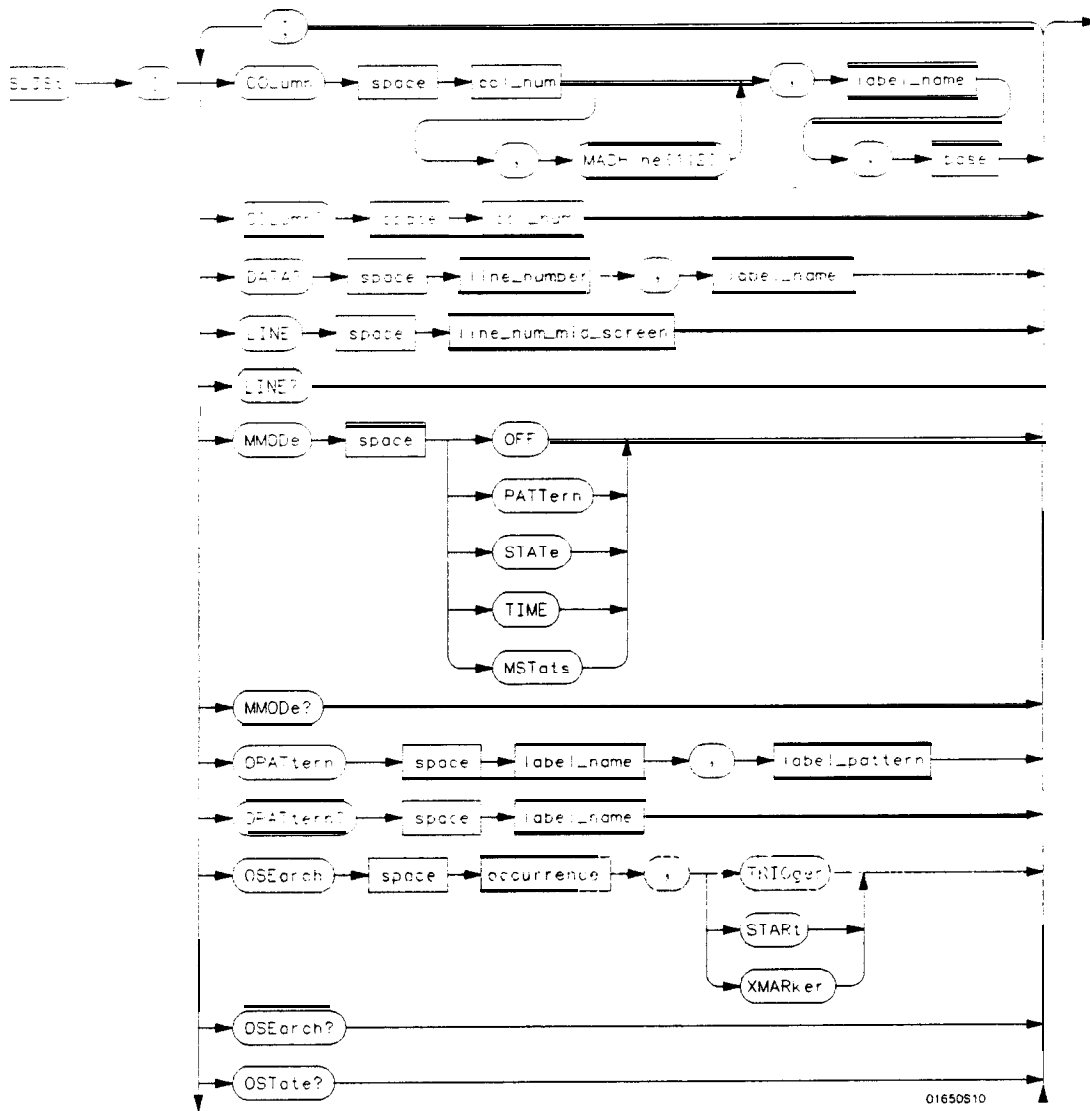 ;
SLISt : COLumn space col_num , label_name
, MACHine{1|2} , base
COLumn? space col_num
DATA? space line_number , label_name
LINE space line_num_mid_screen
LINE?
MMODe space OFF
PATTern
STATe
TIME
MSTats
MMODe?
OPATtern space label_name , label_pattern
OPATtern? space label_name
OSEarch space occurrence , TRIGger
STARt
XMARker
OSEarch?
OSTate?
01650S10